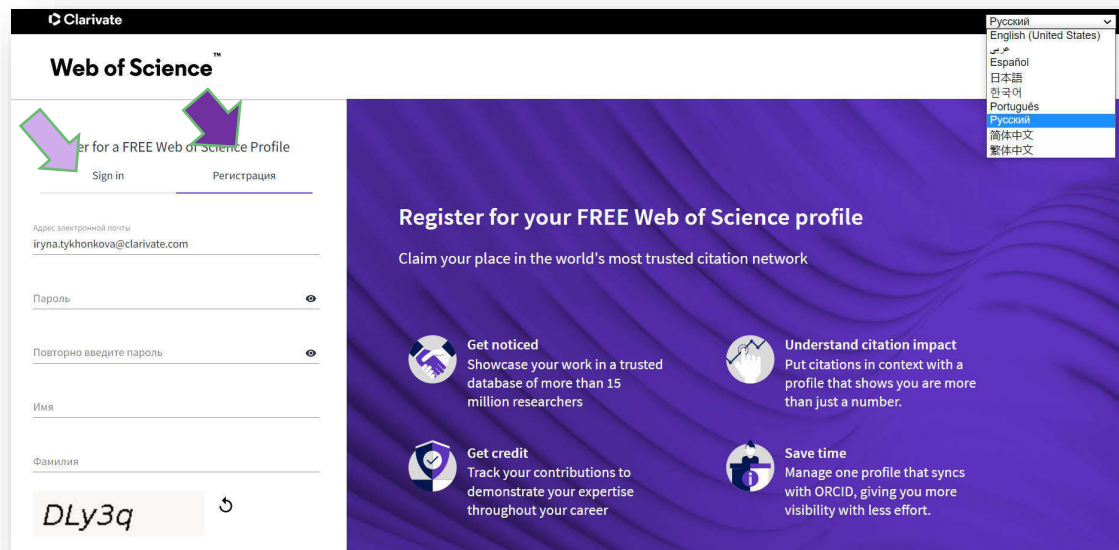 Clarivate
Русский
English (United States)
عربي
Español
日本語
한국어
Português
Русский
简体中文
繁体中文
Web of Science™
er for a FREE Web of Science Profile
Sign in
Регистрация
Адрес электронной почты
iryna.tykhonkova@clarivate.com
Пароль
Повторно введите пароль
Имя
Фамилия
DLy3q
Register for your FREE Web of Science profile
Claim your place in the world's most trusted citation network
Get noticed
Showcase your work in a trusted
database of more than 15
million researchers
Understand citation impact
Put citations in context with a
profile that shows you are more
than just a number.
Get credit
Track your contributions to
demonstrate your expertise
throughout your career
Save time
Manage one profile that syncs
with ORCID, giving you more
visibility with less effort.